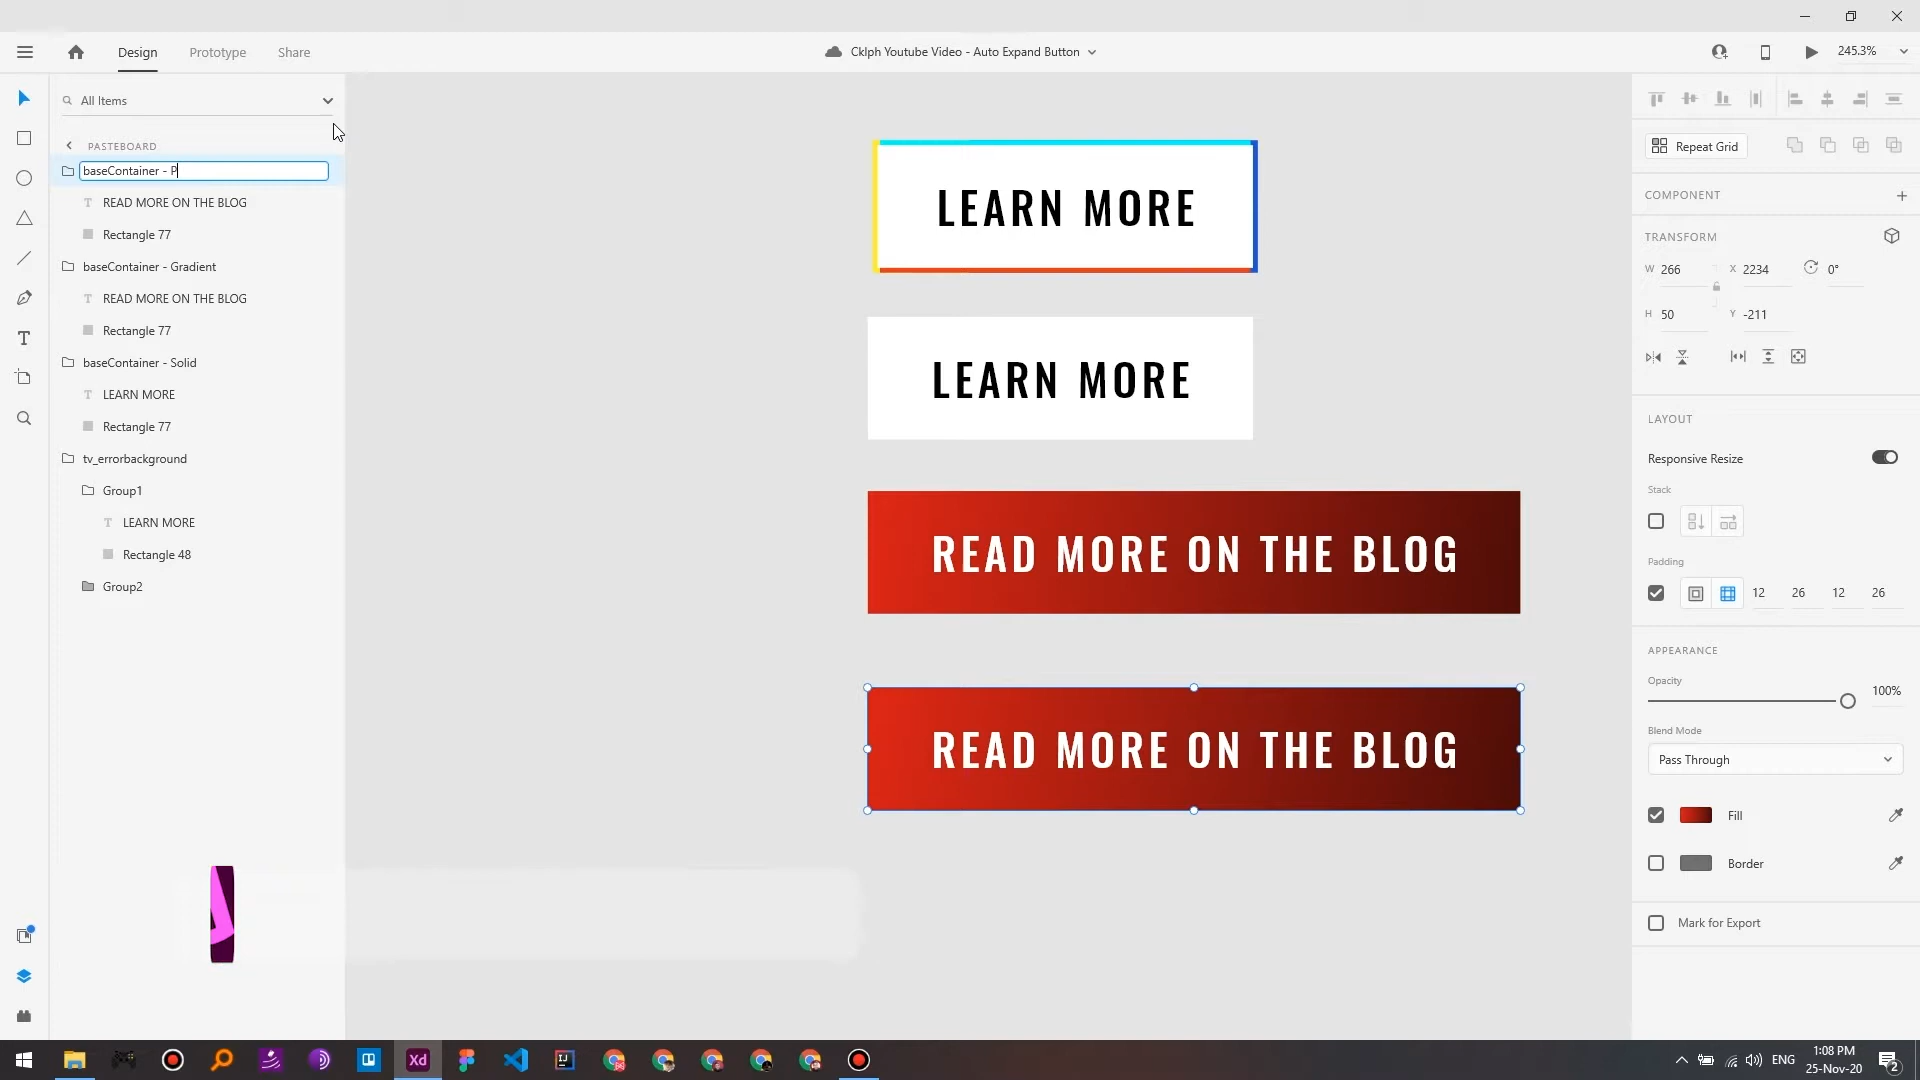 Design
Prototype
Share
Cklph Youtube Video - Auto Expand Button
245.3%
All Items
PASTEBOARD
baseContainer - P
READ MORE ON THE BLOG
Rectangle 77
baseContainer - Gradient
READ MORE ON THE BLOG
Rectangle 77
baseContainer - Solid
LEARN MORE
Rectangle 77
tv_errorbackground
Group1
LEARN MORE
Rectangle 48
Group2
LEARN MORE
LEARN MORE
READ MORE ON THE BLOG
READ MORE ON THE BLOG
Repeat Grid
COMPONENT
TRANSFORM
W 266 X 2234 0°
H 50 Y -211
LAYOUT
Responsive Resize
Stack
Padding
12 26 12 26
APPEARANCE
Opacity
100%
Blend Mode
Pass Through
Fill
Border
Mark for Export
Xd
IJ
ENG
1:08 PM
25-Nov-20
2